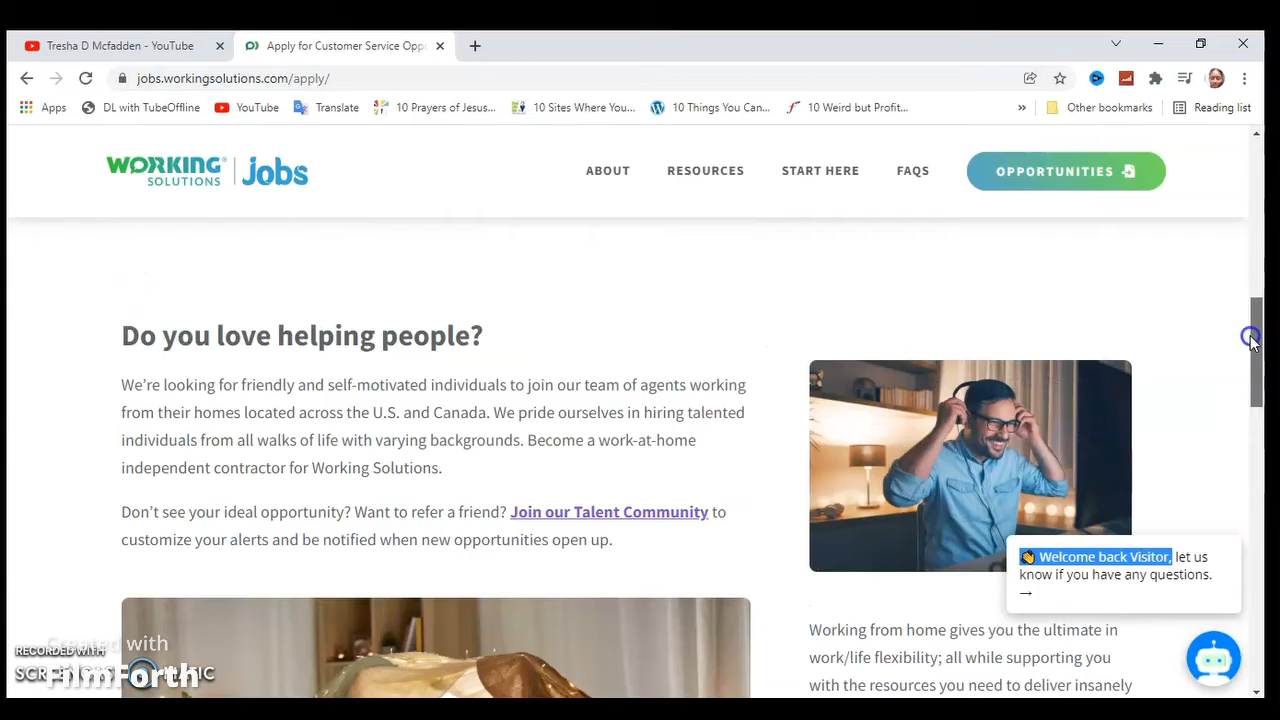 Tresha D Mcfadden - YouTube
Apply for Customer Service Opp
jobs.workingsolutions.com/apply/
Apps
DL with TubeOffline
YouTube
Translate
10 Prayers of Jesus...
10 Sites Where You...
10 Things You Can...
10 Weird but Profit...
»
Other bookmarks
Reading list
WORKING SOLUTIONS
jobs
ABOUT
RESOURCES
START HERE
FAQS
OPPORTUNITIES
Do you love helping people?
We're looking for friendly and self-motivated individuals to join our team of agents working
from their homes located across the U.S. and Canada. We pride ourselves in hiring talented
individuals from all walks of life with varying backgrounds. Become a work-at-home
independent contractor for Working Solutions.
Don't see your ideal opportunity? Want to refer a friend? Join our Talent Community to
customize your alerts and be notified when new opportunities open up.
👋 Welcome back Visitor, let us
know if you have any questions.
→
Working from home gives you the ultimate in
work/life flexibility; all while supporting you
with the resources you need to deliver insanely
Created with
FilmForth
RECORDED WITH